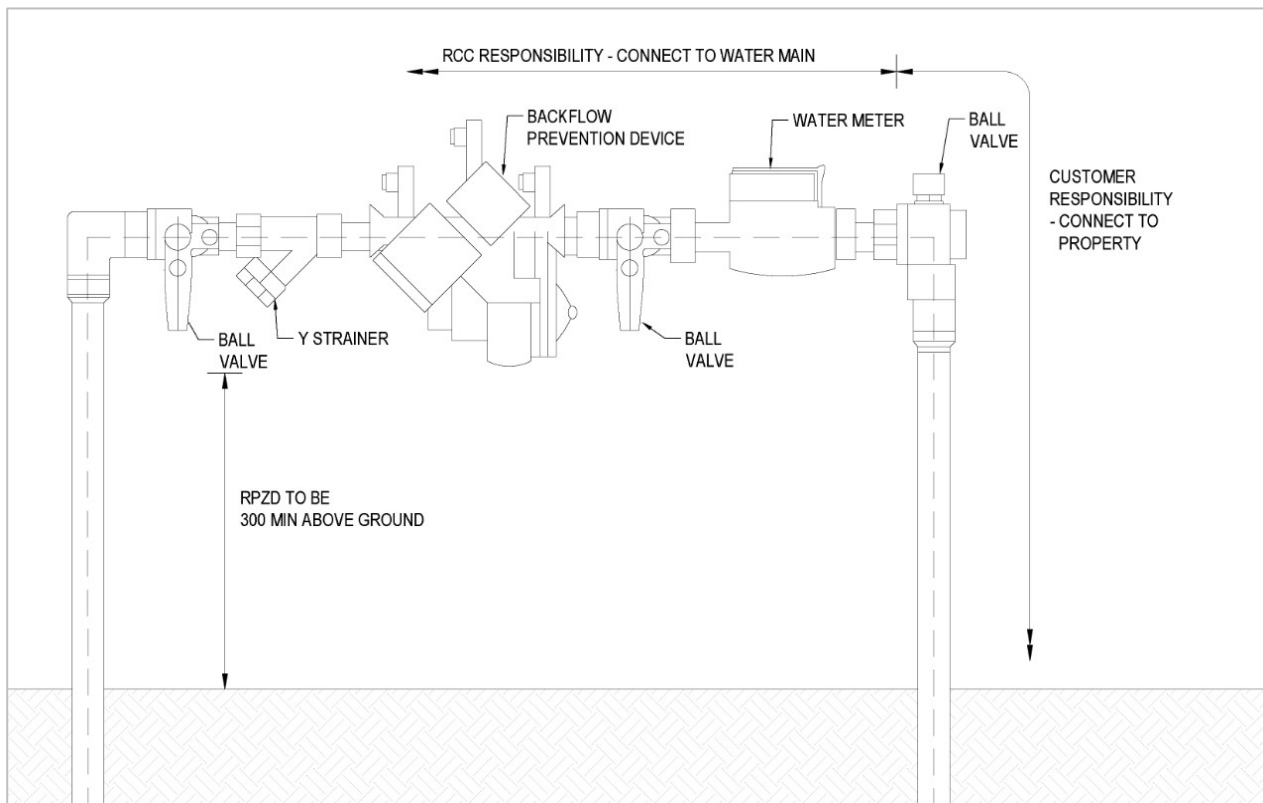 RCC RESPONSIBILITY - CONNECT TO WATER MAIN
BACKFLOW
PREVENTION DEVICE
WATER METER
BALL
VALVE
CUSTOMER
RESPONSIBILITY
- CONNECT TO
PROPERTY
BALL
VALVE
Y STRAINER
BALL
VALVE
RPZD TO BE
300 MIN ABOVE GROUND